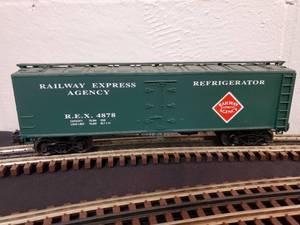 RAILWAY EXPRESS
AGENCY
REFRIGERATOR
R.E.X. 4878
RAILWAY
EXPRESS
AGENCY